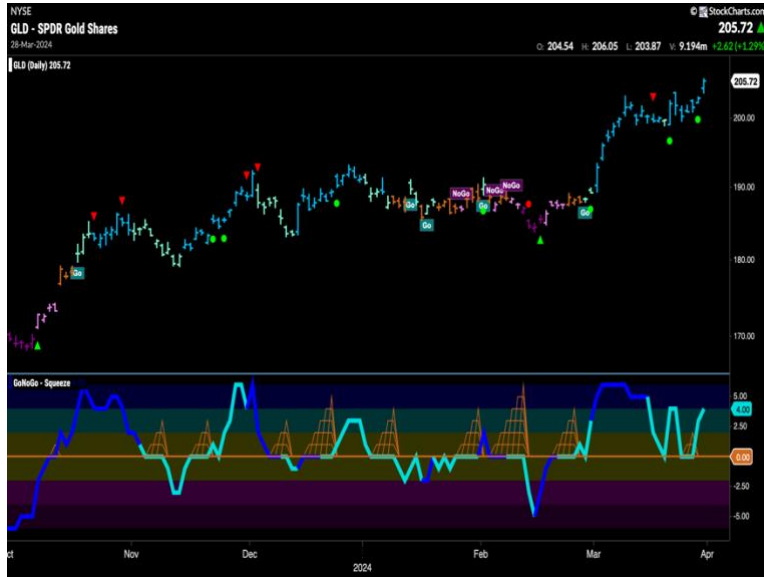 NYSE
© StockCharts.com
GLD - SPDR Gold Shares
205.72
28-Mar-2024
O: 204.54 H: 206.05 L: 203.87 V: 9.194m +2.62 (+1.29%)
GLD (Daily) 205.72
205.72
200.00
190.00
180.00
170.00
NoGo
NoGo
NoGo
Go
Go
Go
Go
Go
GoNoGo - Squeeze
5.00
4.00
2.50
0.00
-2.50
-5.00
ct Nov Dec 2024 Feb Mar Apr